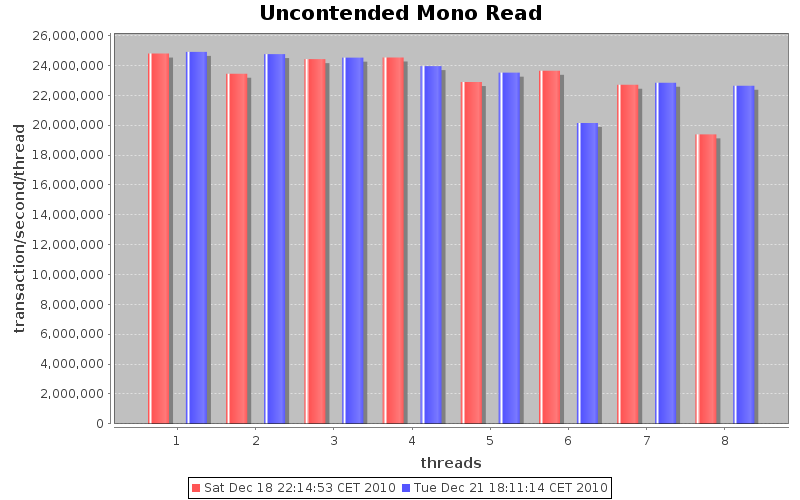 Uncontended Mono Read
transaction/second/thread
26,000,000
24,000,000
22,000,000
20,000,000
18,000,000
16,000,000
14,000,000
12,000,000
10,000,000
8,000,000
6,000,000
4,000,000
2,000,000
0
1 2 3 4 5 6 7 8
threads
Sat Dec 18 22:14:53 CET 2010 Tue Dec 21 18:11:14 CET 2010